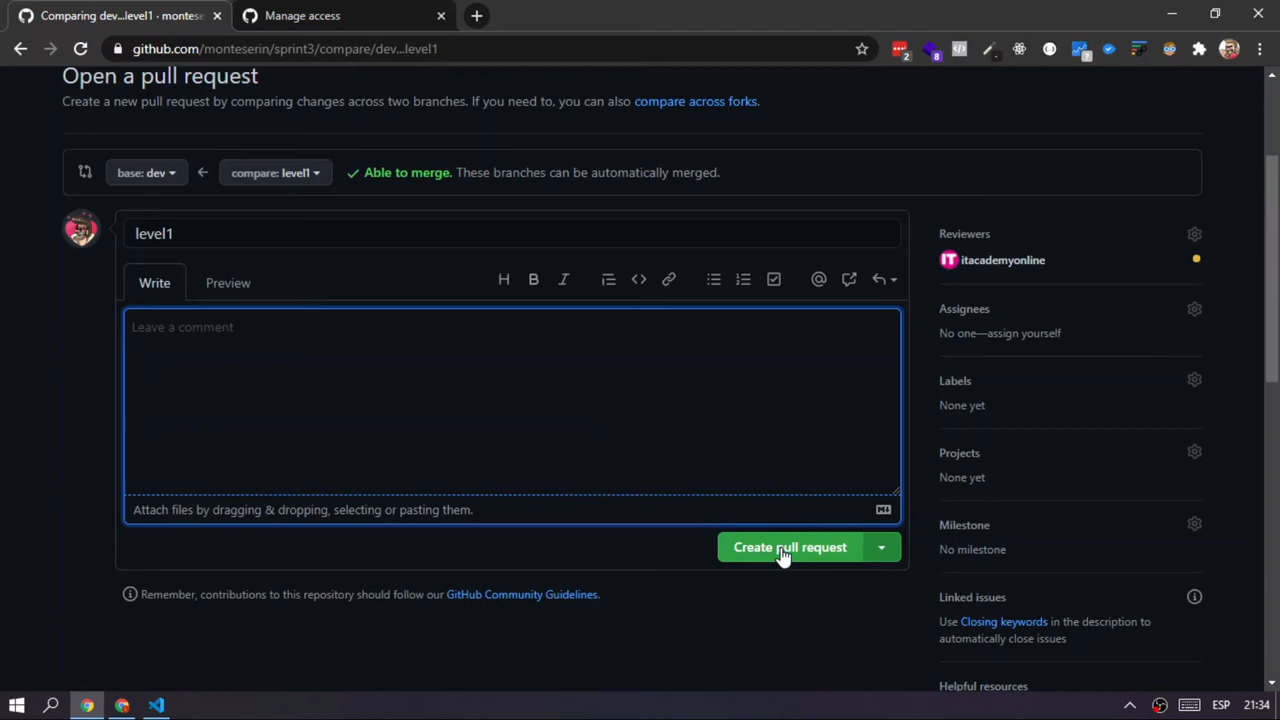 Comparing dev...level1 · montese
Manage access
github.com/monteserin/sprint3/compare/dev...level1
2
8
?
Open a pull request
Create a new pull request by comparing changes across two branches. If you need to, you can also compare across forks.
base: dev
compare: level1
Able to merge. These branches can be automatically merged.
level1
Write
Preview
H B I
Leave a comment
Attach files by dragging & dropping, selecting or pasting them.
Create pull request
Remember, contributions to this repository should follow our GitHub Community Guidelines.
Reviewers
IT itacademyonline
Assignees
No one—assign yourself
Labels
None yet
Projects
None yet
Milestone
No milestone
Linked issues
Use Closing keywords in the description to
automatically close issues
Helpful resources
ESP
21:34